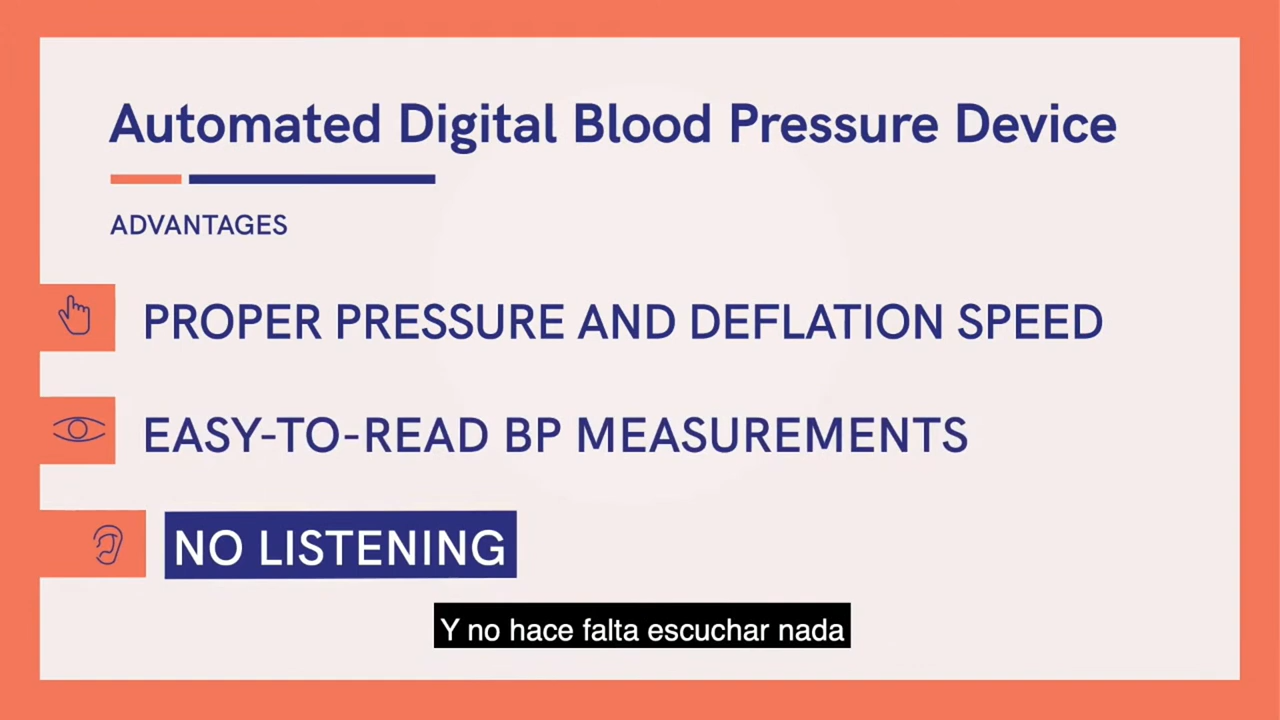 Automated Digital Blood Pressure Device
ADVANTAGES
PROPER PRESSURE AND DEFLATION SPEED
EASY-TO-READ BP MEASUREMENTS
NO LISTENING
Y no hace falta escuchar nada